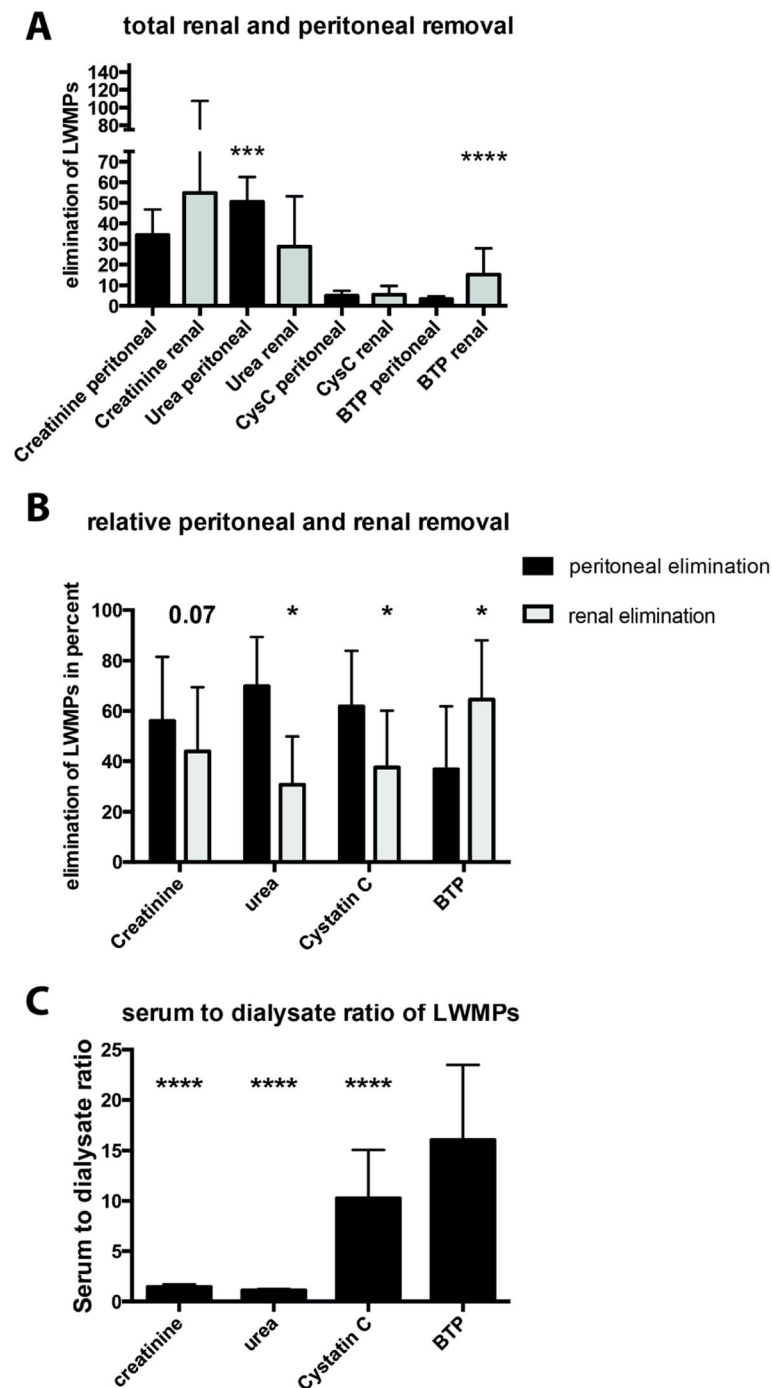 A
total renal and peritoneal removal
elimination of LWMPs
140
120
100
80
70
60
50
40
30
20
10
0
***
****
Creatinine peritoneal
Creatinine renal
Urea peritoneal
Urea renal
CysC peritoneal
CysC renal
BTP peritoneal
BTP renal
B
relative peritoneal and renal removal
peritoneal elimination
renal elimination
elimination of LWMPs in percent
100
80
60
40
20
0
0.07
*
*
*
Creatinine
urea
Cystatin C
BTP
C
serum to dialysate ratio of LWMPs
Serum to dialysate ratio
25
20
15
10
5
0
****
****
****
creatinine
urea
Cystatin C
BTP